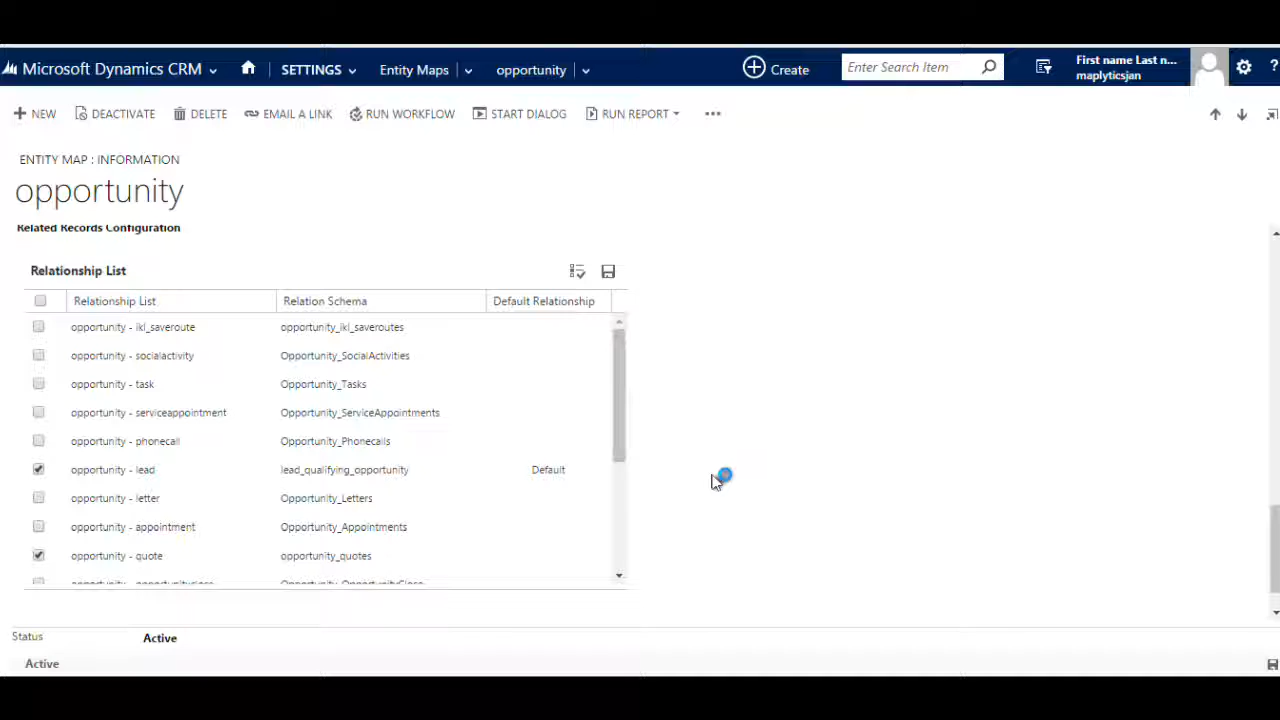 Microsoft Dynamics CRM SETTINGS Entity Maps opportunity Create Enter Search Item First name Last n...
maplyticsjan ?
NEW DEACTIVATE DELETE EMAIL A LINK RUN WORKFLOW START DIALOG RUN REPORT ...
ENTITY MAP : INFORMATION
opportunity
Related Records Configuration
Relationship List
Relationship List Relation Schema Default Relationship
opportunity - ikl_saveroute opportunity_ikl_saveroutes
opportunity - socialactivity Opportunity_SocialActivities
opportunity - task Opportunity_Tasks
opportunity - serviceappointment Opportunity_ServiceAppointments
opportunity - phonecall Opportunity_Phonecalls
opportunity - lead lead_qualifying_opportunity Default
opportunity - letter Opportunity_Letters
opportunity - appointment Opportunity_Appointments
opportunity - quote opportunity_quotes
opportunity - opportunityclose Opportunity_OpportunityClose
Status Active
Active